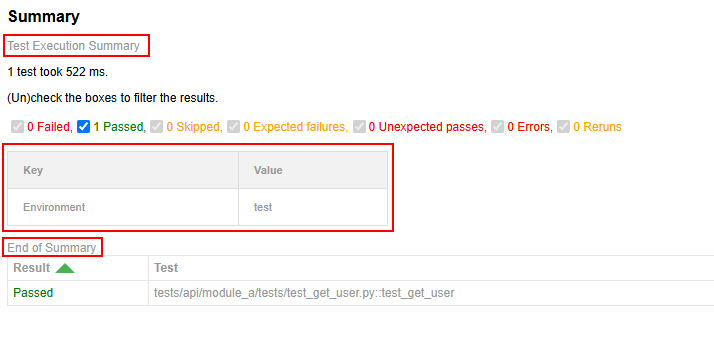 Summary
Test Execution Summary
1 test took 522 ms.
(Un)check the boxes to filter the results.
0 Failed, 1 Passed, 0 Skipped, 0 Expected failures, 0 Unexpected passes, 0 Errors, 0 Reruns
Key Value
Environment test
End of Summary
Result Test
Passed tests/api/module_a/tests/test_get_user.py::test_get_user